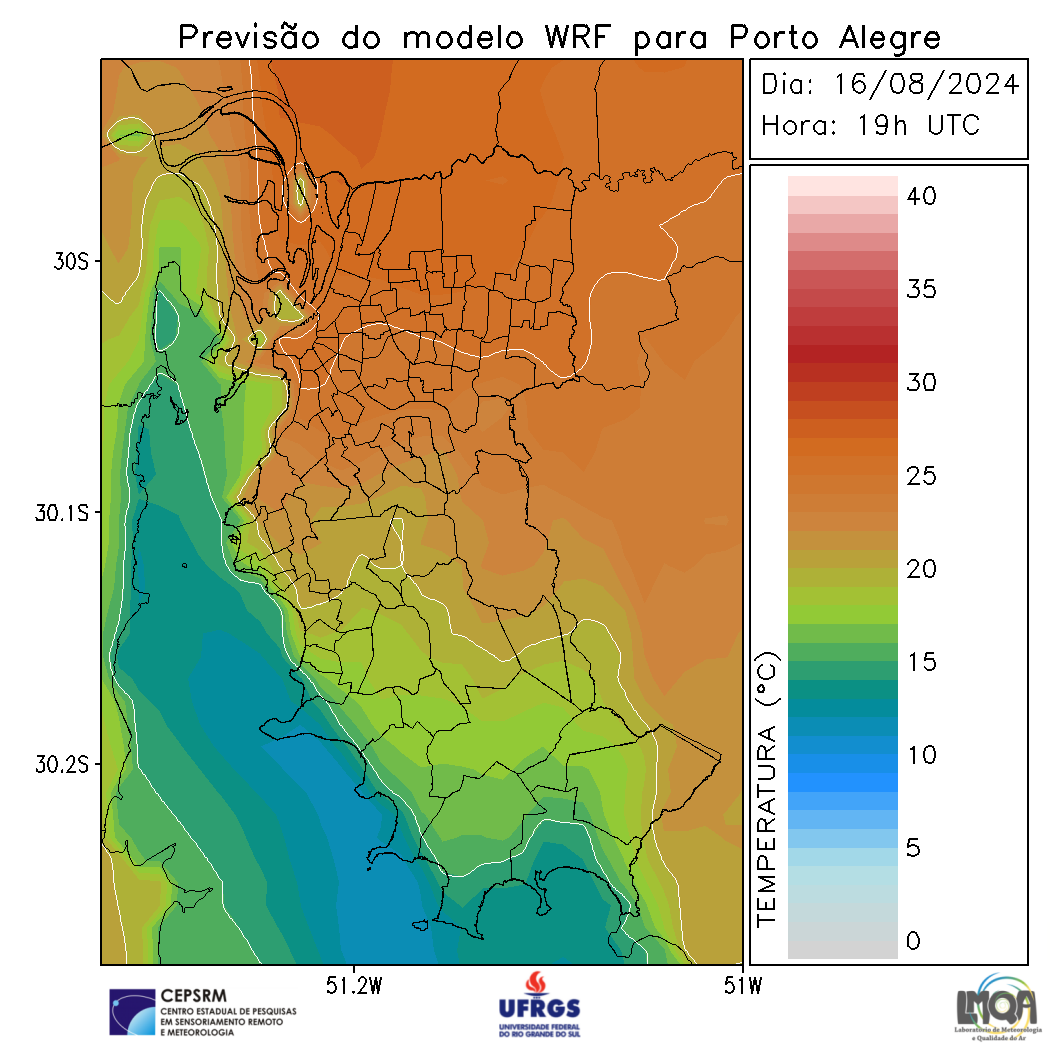 Previsão do modelo WRF para Porto Alegre
Dia: 16/08/2024
Hora: 19h UTC
30S
30.1S
30.2S
51.2W
51W
40
35
30
25
20
15
10
5
0
TEMPERATURA (°C)
CEPSRM
CENTRO ESTADUAL DE PESQUISAS
EM SENSORIAMENTO REMOTO
E METEOROLOGIA
UFRGS
UNIVERSIDADE FEDERAL
DO RIO GRANDE DO SUL
LMQA
Laboratório de Meteorologia
e Qualidade do Ar